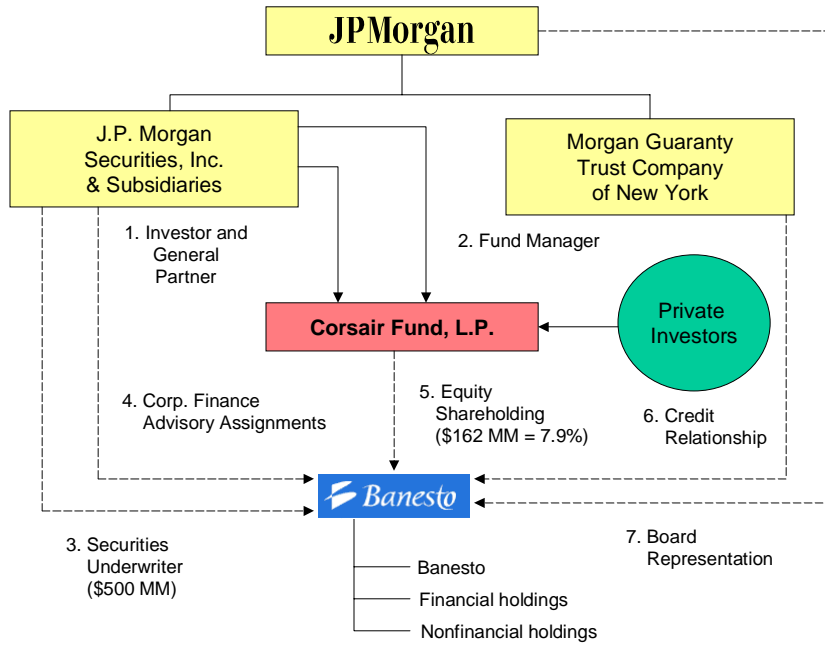 JPMorgan
J.P. Morgan
Securities, Inc.
& Subsidiaries
Morgan Guaranty
Trust Company
of New York
1. Investor and
General
Partner
2. Fund Manager
Private
Investors
Corsair Fund, L.P.
4. Corp. Finance
Advisory Assignments
5. Equity
Shareholding
($162 MM = 7.9%)
6. Credit
Relationship
Banesto
3. Securities
Underwriter
($500 MM)
7. Board
Representation
Banesto
Financial holdings
Nonfinancial holdings